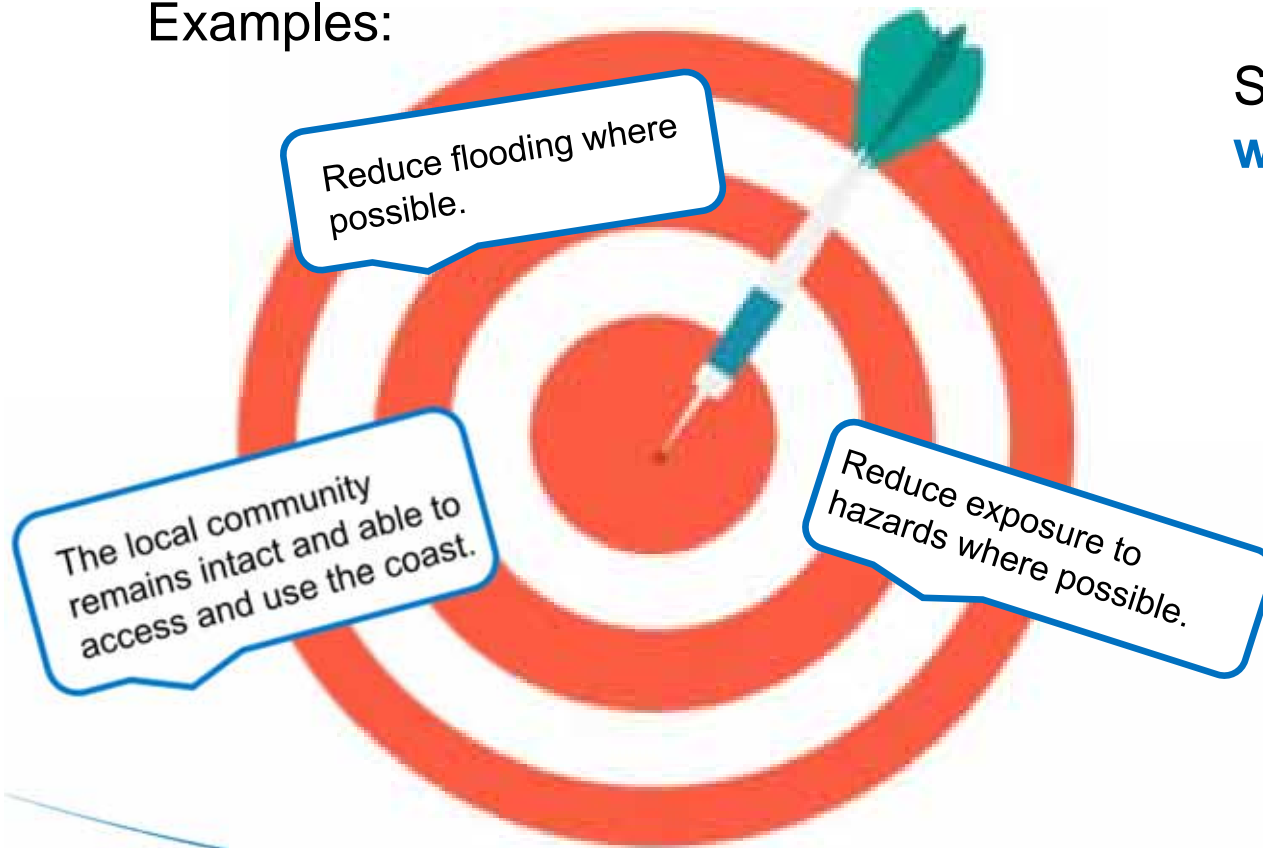 Examples:
Reduce flooding where
possible.
The local community
remains intact and able to
access and use the coast.
Reduce exposure to
hazards where possible.